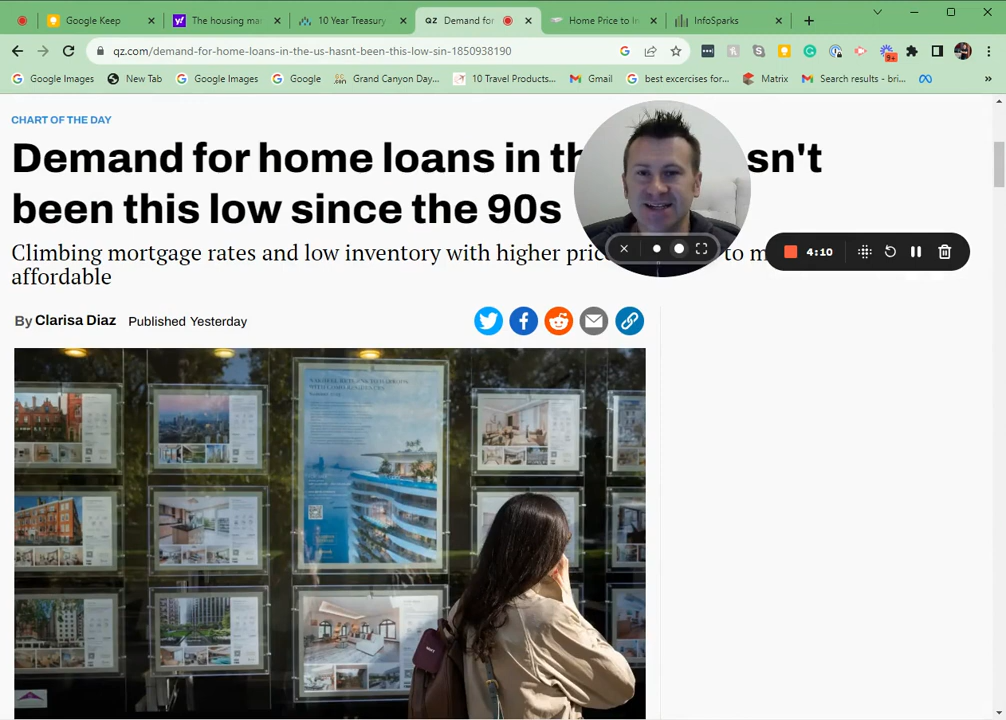 Google Keep
The housing mar
10 Year Treasury
Demand for
Home Price to In
InfoSparks
qz.com/demand-for-home-loans-in-the-us-hasnt-been-this-low-sin-1850938190
9+
Google Images
New Tab
Google Images
Google
Grand Canyon Day...
10 Travel Products...
Gmail
best excercises for...
Matrix
Search results - bri...
»
CHART OF THE DAY
Demand for home loans in th sn't
been this low since the 90s
Climbing mortgage rates and low inventory with higher pric to m
affordable
4:10
By Clarisa Diaz Published Yesterday